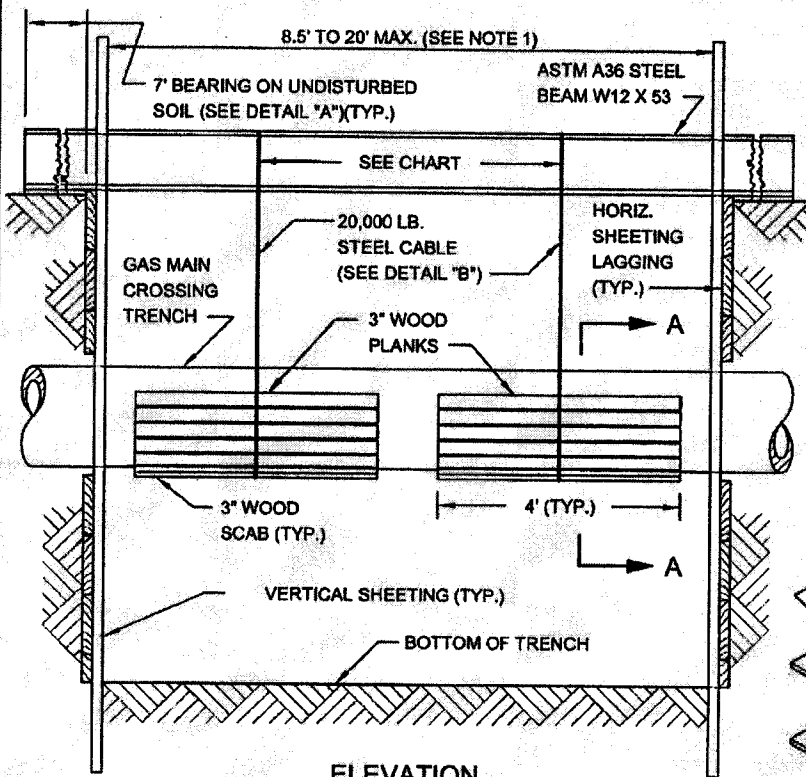 8.5' TO 20' MAX. (SEE NOTE 1)
7' BEARING ON UNDISTURBED
SOIL (SEE DETAIL "A")(TYP.)
ASTM A36 STEEL
BEAM W12 X 53
SEE CHART
20,000 LB.
STEEL CABLE
(SEE DETAIL "B")
HORIZ.
SHEETING
LAGGING
(TYP.)
GAS MAIN
CROSSING
TRENCH
3" WOOD
PLANKS
A
3" WOOD
SCAB (TYP.)
4' (TYP.)
A
VERTICAL SHEETING (TYP.)
BOTTOM OF TRENCH
ELEVATION